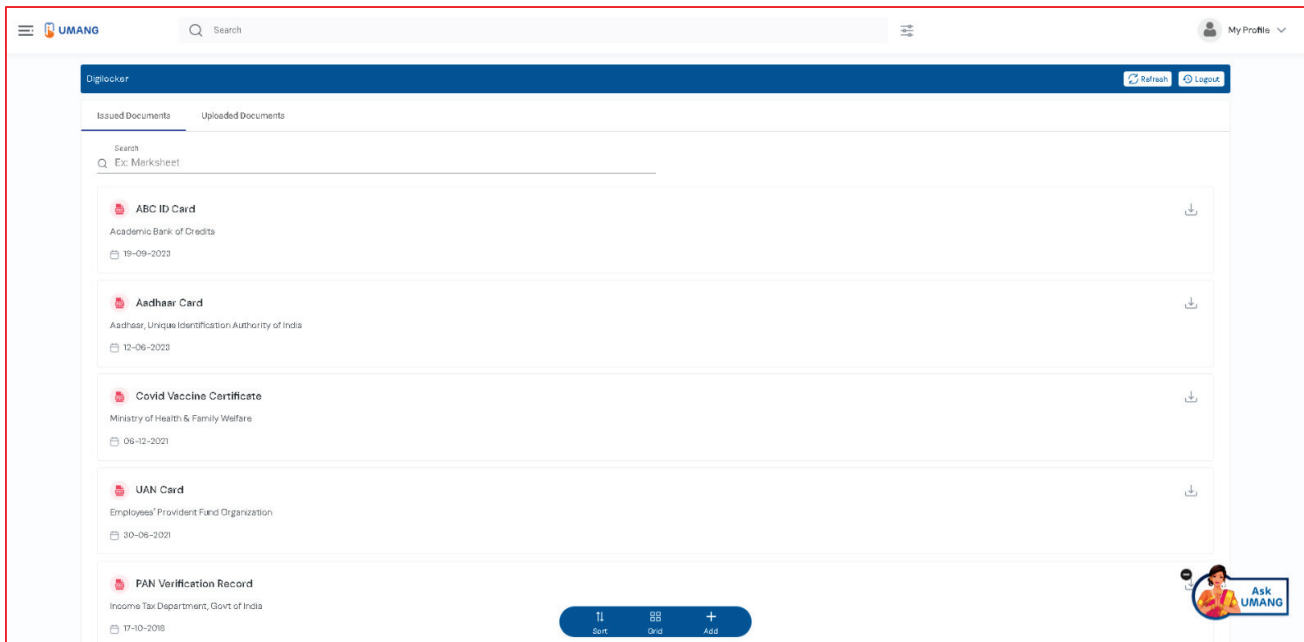 UMANG
Search
My Profile
Digilocker
Refresh
Logout
Issued Documents
Uploaded Documents
Search
Ex: Marksheet
ABC ID Card
Academic Bank of Credits
19-09-2023
Aadhaar Card
Aadhaar, Unique Identification Authority of India
12-06-2023
Covid Vaccine Certificate
Ministry of Health & Family Welfare
06-12-2021
UAN Card
Employees' Provident Fund Organization
30-06-2021
PAN Verification Record
Income Tax Department, Govt of India
17-10-2018
Sort
Grid
Add
Ask
UMANG